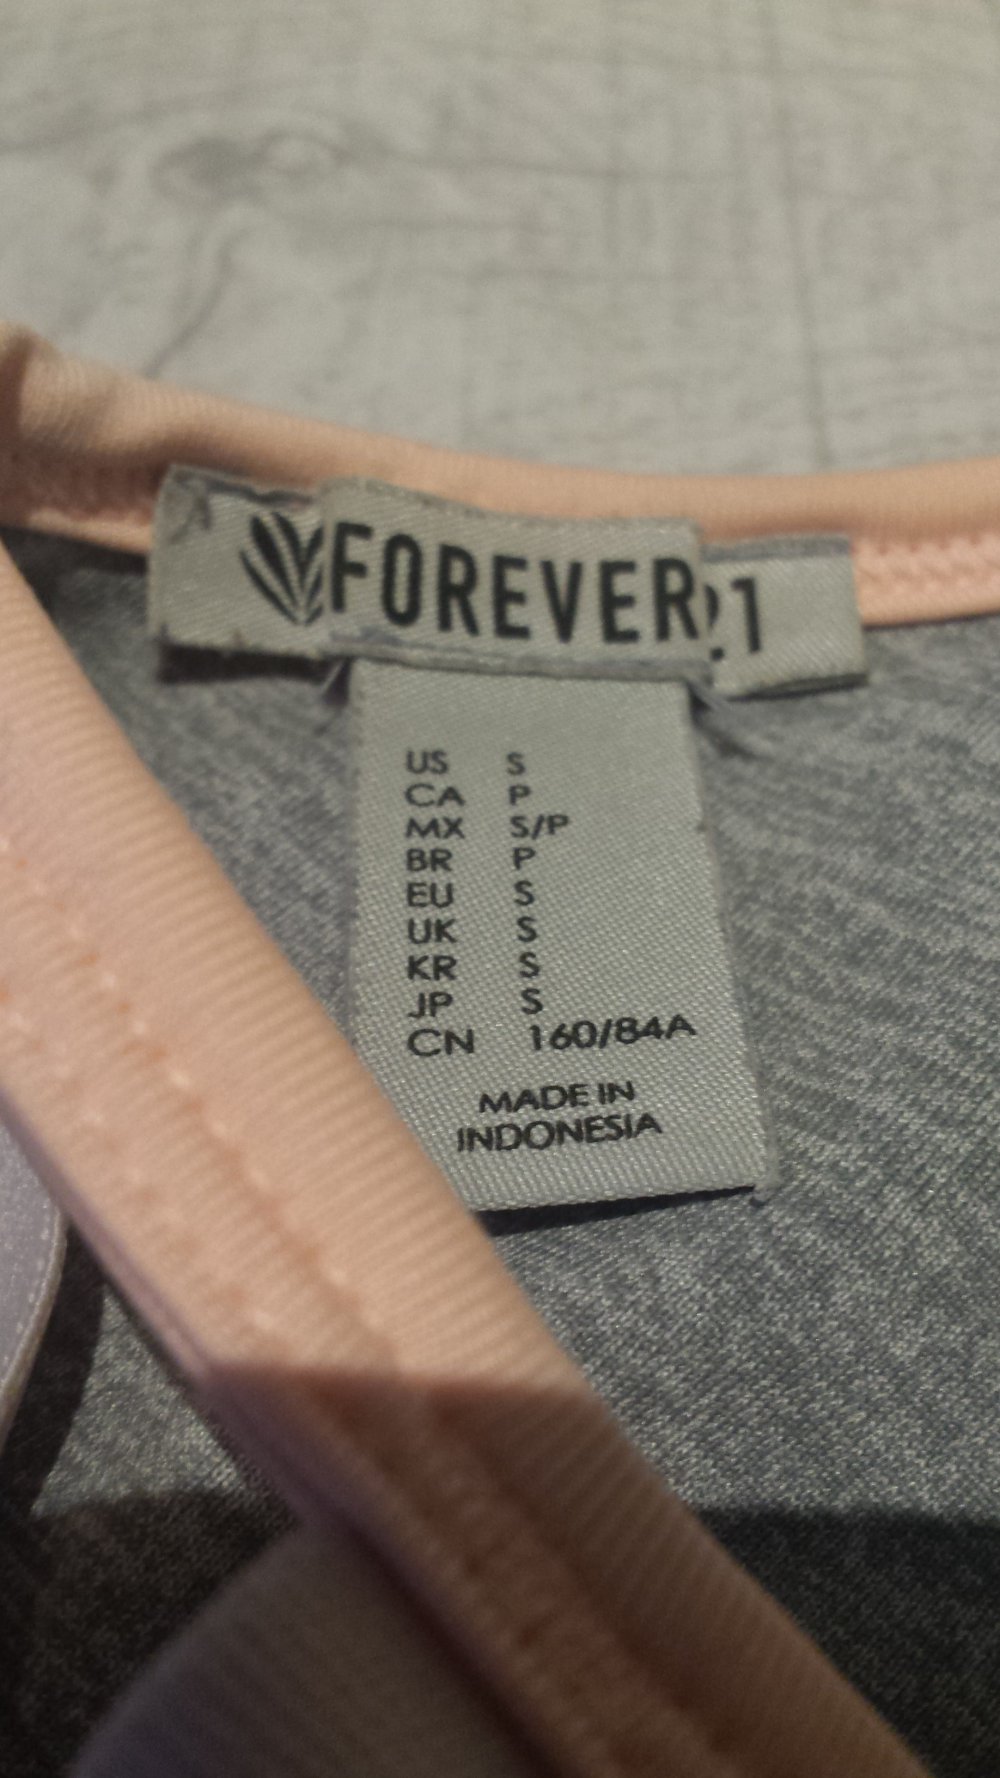 FOREVER 21
US S
CA P
MX S/P
BR P
EU S
UK S
KR S
JP S
CN 160/84A
MADE IN
INDONESIA